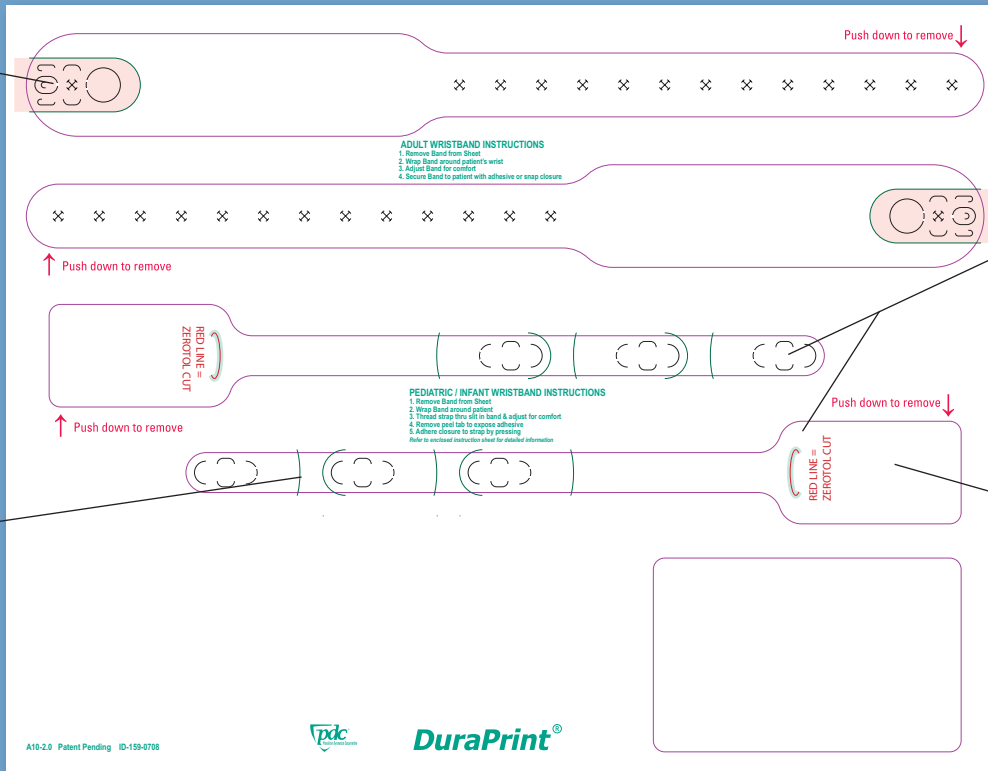 Push down to remove
ADULT WRISTBAND INSTRUCTIONS
1. Remove Band from Sheet
2. Wrap Band around patient's wrist
3. Adjust Band for comfort
4. Secure Band to patient with adhesive or snap closure
Push down to remove
RED LINE =
ZEROTOL CUT
PEDIATRIC / INFANT WRISTBAND INSTRUCTIONS
1. Remove Band from Sheet
2. Wrap Band around patient
3. Thread strap thru slit in band & adjust for comfort
4. Remove peel tab to expose adhesive
5. Adhere closure to strap by pressing
Refer to enclosed instruction sheet for detailed information
Push down to remove
Push down to remove
RED LINE =
ZEROTOL CUT
A10-2.0 Patent Pending ID-159-0708
pdc
DuraPrint®